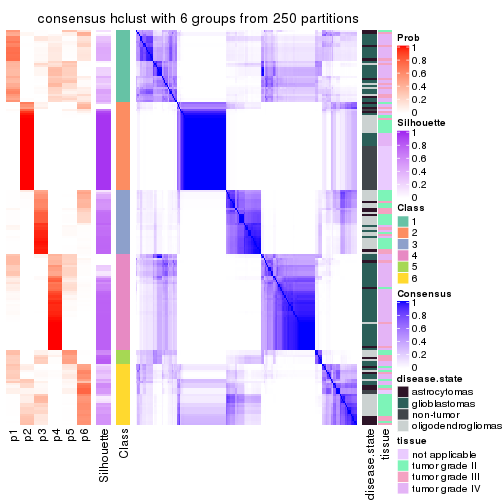 consensus hclust with 6 groups from 250 partitions
p1
p2
p3
p4
p5
p6
Silhouette
Class
disease.state
tissue
Prob
1
0.8
0.6
0.4
0.2
0
Silhouette
1
0.8
0.6
0.4
0.2
0
Class
1
2
3
4
5
6
Consensus
1
0.8
0.6
0.4
0.2
0
disease.state
astrocytomas
glioblastomas
non-tumor
oligodendrogliomas
tissue
not applicable
tumor grade II
tumor grade III
tumor grade IV